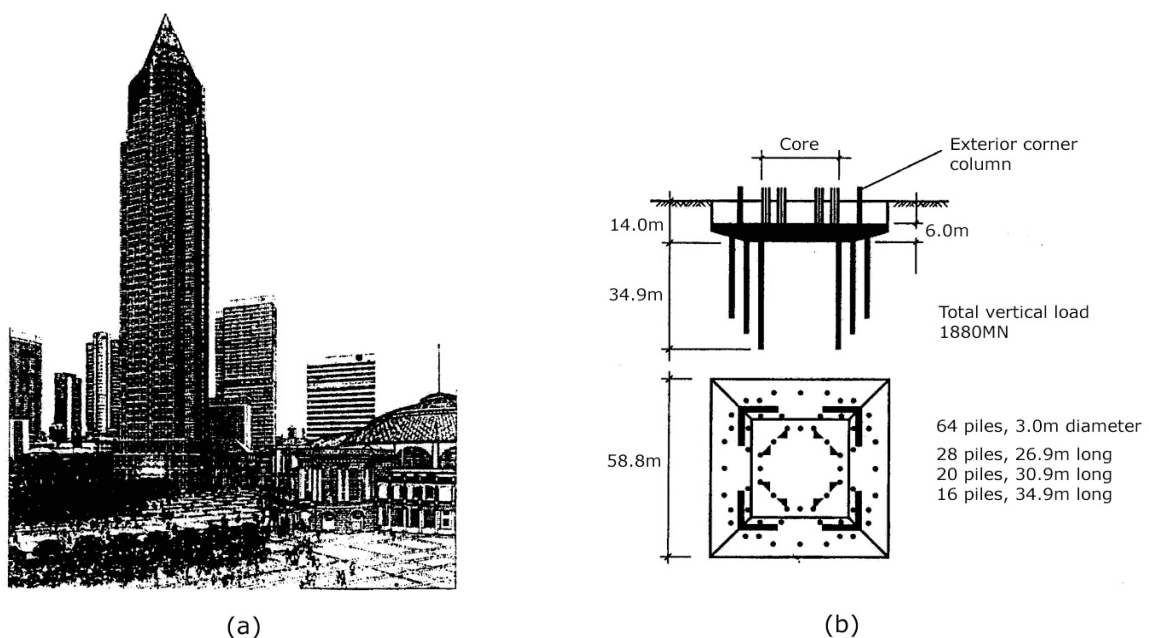 Core
Exterior corner
column
14.0m
6.0m
34.9m
Total vertical load
1880MN
58.8m
64 piles, 3.0m diameter
28 piles, 26.9m long
20 piles, 30.9m long
16 piles, 34.9m long
(a)
(b)